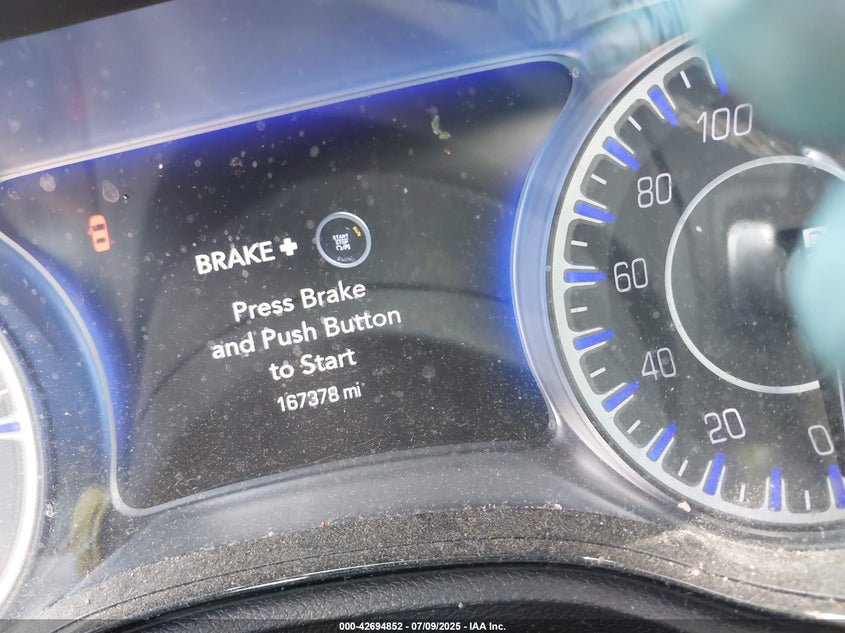 BRAKE +
START
STOP
RUN
Press Brake
and Push Button
to Start
167378 mi
100
80
60
40
20
0
000-42694852 | 07/09/2025 - IAA Inc.